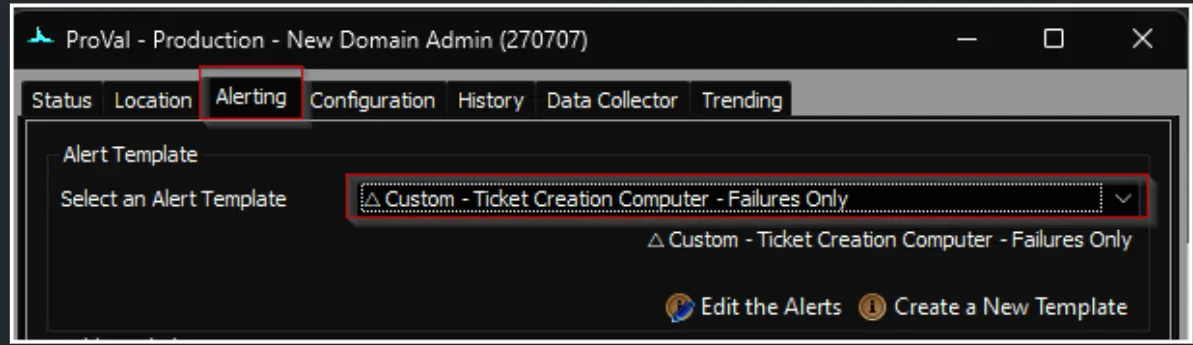 ProVal - Production - New Domain Admin (270707)
Status Location Alerting Configuration History Data Collector Trending
Alert Template
Select an Alert Template △ Custom - Ticket Creation Computer - Failures Only
△ Custom - Ticket Creation Computer - Failures Only
Edit the Alerts Create a New Template